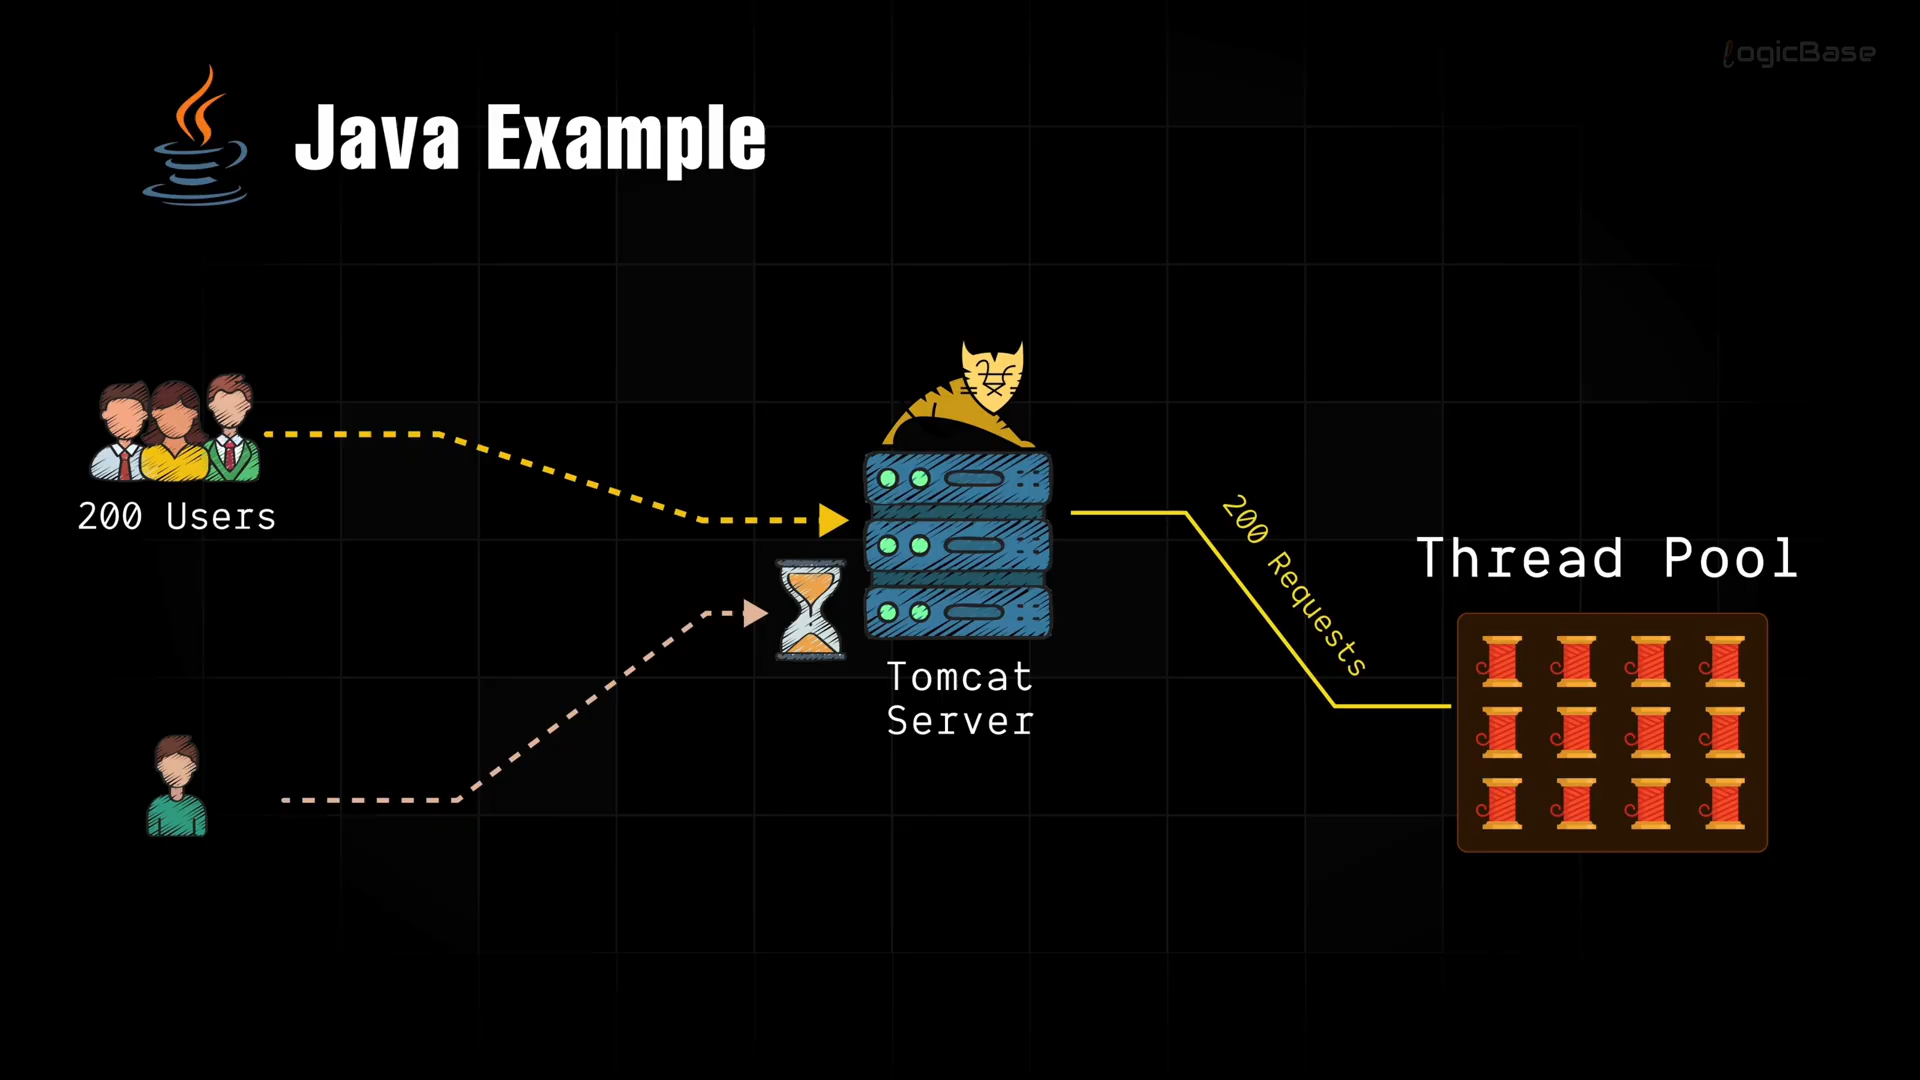 LogicBase
Java Example
200 Users
200 Requests
Thread Pool
Tomcat
Server